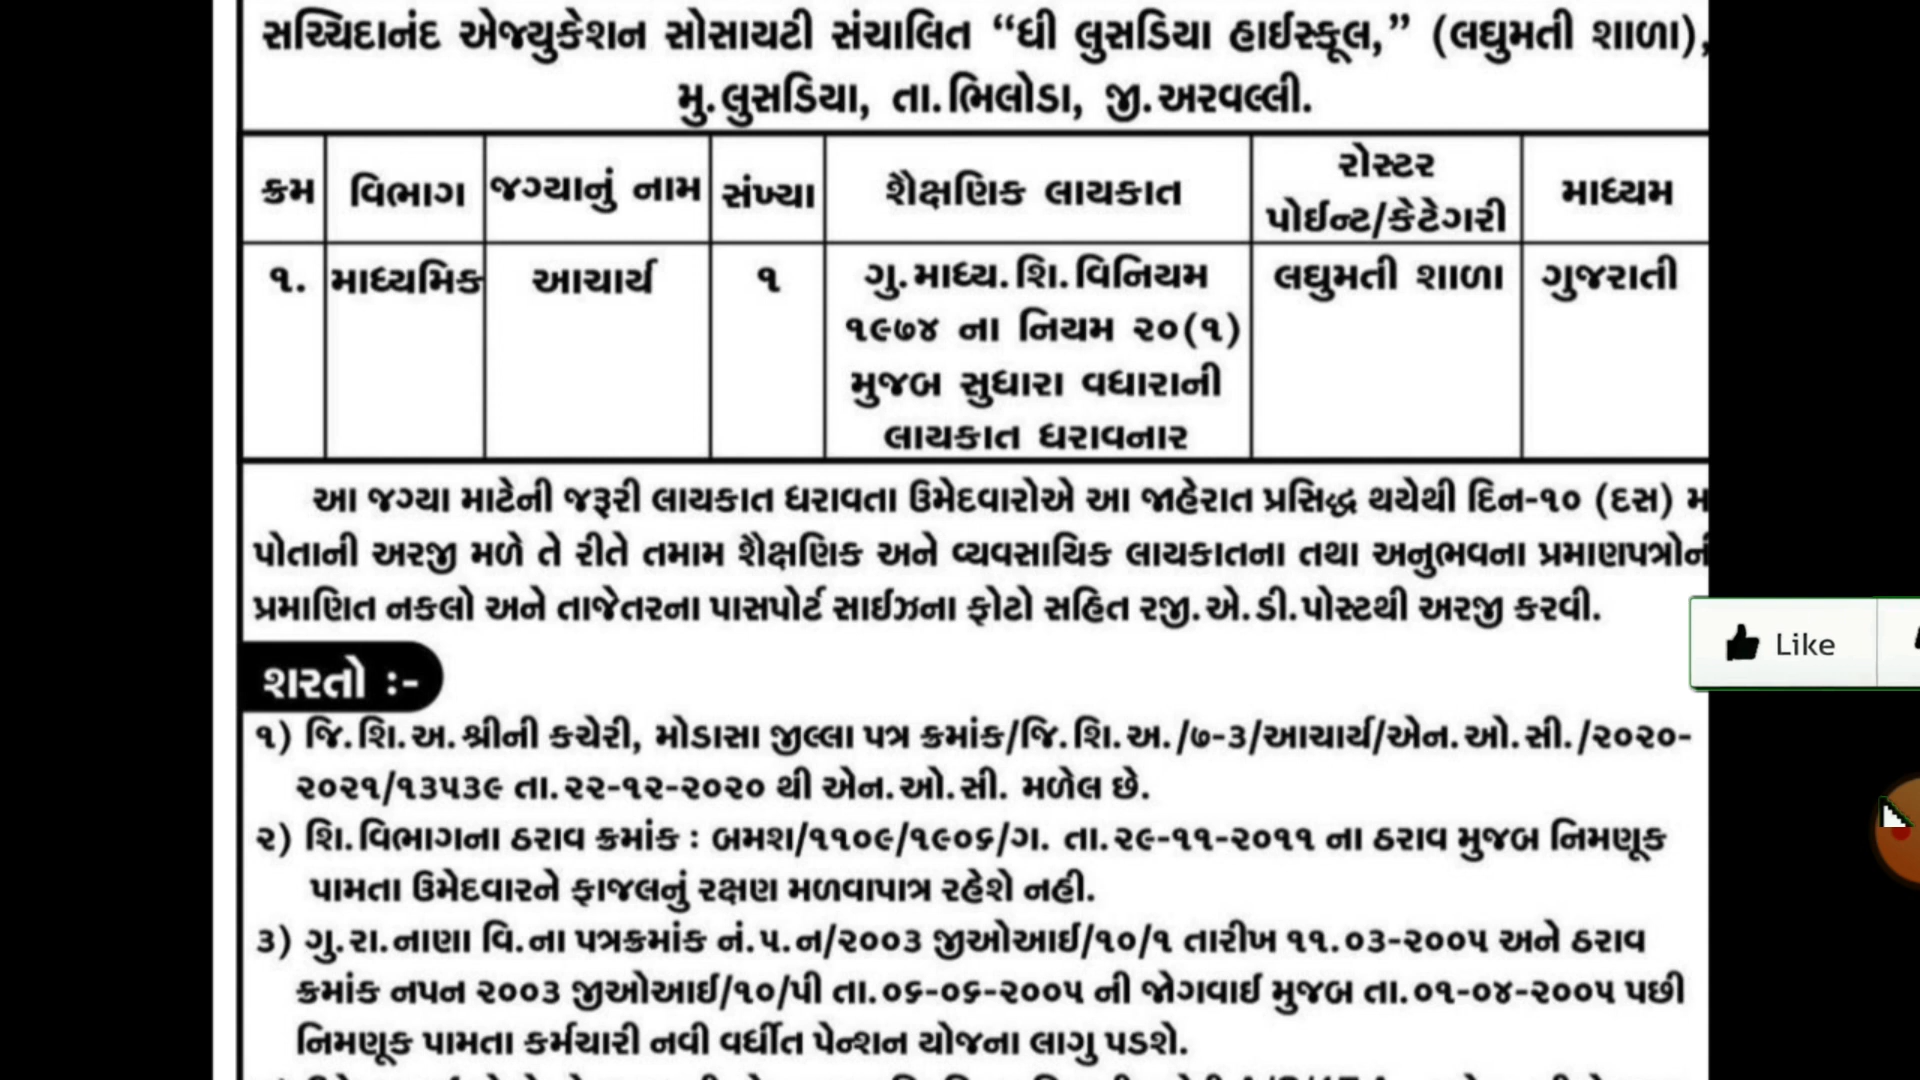 સચ્ચિદાનંદ એજ્યુકેશન સોસાયટી સંચાલિત “ધી લુસડિયા હાઈસ્કૂલ,” (લઘુમતી શાળા),
મુ.લુસડિયા, તા.ભિલોડા, જી.અરવલ્લી.
ક્રમ વિભાગ જગ્યાનું નામ સંખ્યા શૈક્ષણિક લાયકાત રોસ્ટર પોઈન્ટ/કેટેગરી માધ્યમ
૧. માધ્યમિક આચાર્ય ૧ ગુ.માધ્ય.શિ.વિનિયમ લઘુમતી શાળા ગુજરાતી
૧૯૭૪ ના નિયમ ૨૦(૧)
મુજબ સુધારા વધારાની
લાયકાત ધરાવનાર
આ જગ્યા માટેની જરૂરી લાયકાત ધરાવતા ઉમેદવારોએ આ જાહેરાત પ્રસિદ્ધ થયેથી દિન-૧૦ (દસ)
પોતાની અરજી મળે તે રીતે તમામ શૈક્ષણિક અને વ્યવસાયિક લાયકાતના તથા અનુભવના પ્રમાણપત્રોની
પ્રમાણિત નકલો અને તાજેતરના પાસપોર્ટ સાઈઝના ફોટો સહિત રજી.એ.ડી.પોસ્ટથી અરજી કરવી.
Like
શરતો :-
૧) જિ.શિ.અ.શ્રીની કચેરી, મોડાસા જીલ્લા પત્ર ક્રમાંક/જિ.શિ.અ./૭-૩/આચાર્ય/એન.ઓ.સી./૨૦૨૦-
૨૦૨૧/૧૩૫૩૯ તા.૨૨-૧૨-૨૦૨૦ થી એન.ઓ.સી. મળેલ છે.
૨) શિ.વિભાગના ઠરાવ ક્રમાંક : બમશ/૧૧૦૯/૧૯૦૬/ગ. તા.૨૯-૧૧-૨૦૧૧ ના ઠરાવ મુજબ નિમણૂક
પામતા ઉમેદવારને ફાજલનું રક્ષણ મળવાપાત્ર રહેશે નહી.
૩) ગુ.રા.નાણા વિ.ના પત્રક્રમાંક નં.પ.ન/૨૦૦૩ જીઓઆઈ/૧૦/૧ તારીખ ૧૧.૦૩-૨૦૦૫ અને ઠરાવ
ક્રમાંક નપન ૨૦૦૩ જીઓઆઈ/૧૦/પી તા.૦૬-૦૬-૨૦૦૫ ની જોગવાઈ મુજબ તા.૦૧-૦૪-૨૦૦૫ પછી
નિમણૂક પામતા કર્મચારી નવી વર્ધીત પેન્શન યોજના લાગુ પડશે.